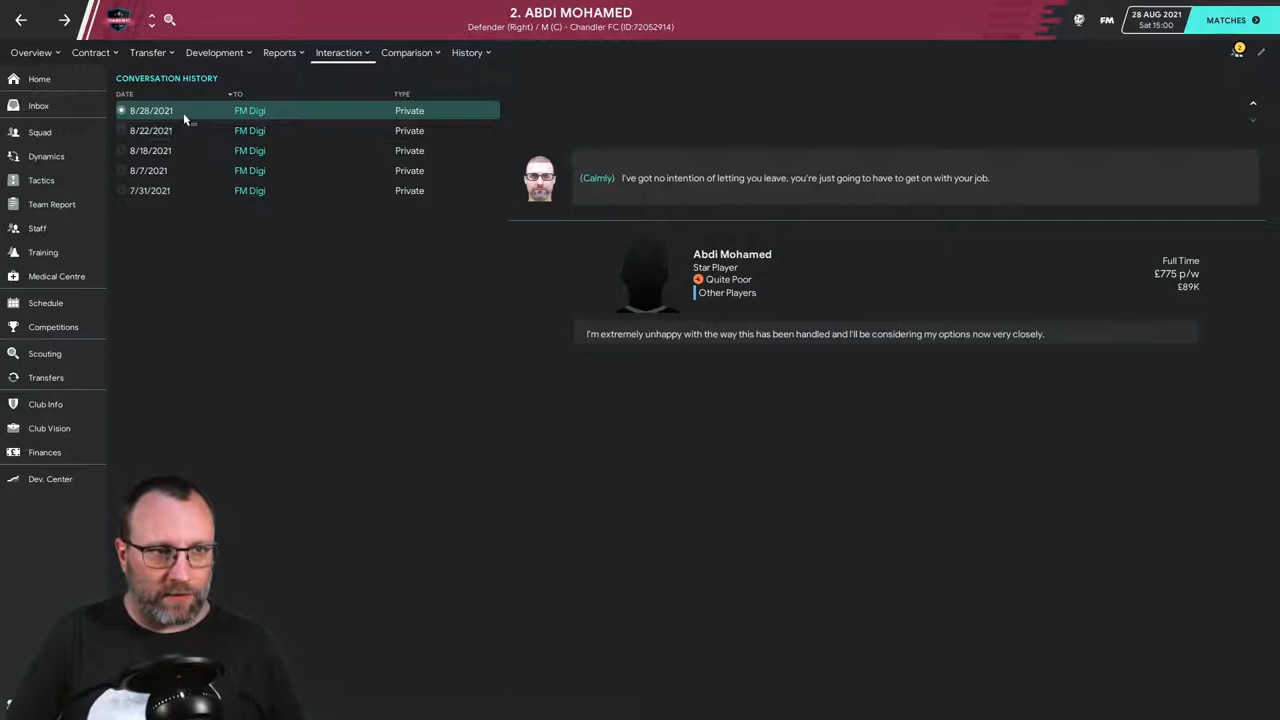 2. ABDI MOHAMED
Defender (Right) / M (C) - Chandler FC (ID:72052914)
CHANDLER FC
FM
28 AUG 2021
Sat 15:00
MATCHES
Overview
Contract
Transfer
Development
Reports
Interaction
Comparison
History
2
Home
Inbox
Squad
Dynamics
Tactics
Team Report
Staff
Training
Medical Centre
Schedule
Competitions
Scouting
Transfers
Club Info
Club Vision
Finances
Dev. Center
CONVERSATION HISTORY
DATE TO TYPE
8/28/2021 FM Digi Private
8/22/2021 FM Digi Private
8/18/2021 FM Digi Private
8/7/2021 FM Digi Private
7/31/2021 FM Digi Private
(Calmly) I've got no intention of letting you leave, you're just going to have to get on with your job.
Abdi Mohamed
Star Player
Quite Poor
Other Players
Full Time
£775 p/w
£89K
I'm extremely unhappy with the way this has been handled and I'll be considering my options now very closely.